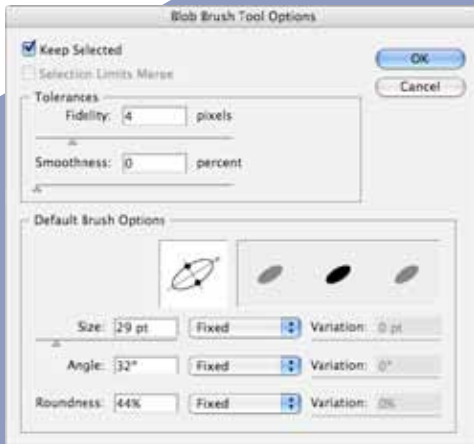 Blob Brush Tool Options
Keep Selected
OK
Selection Limits Merge
Cancel
Tolerances
Fidelity: 4 pixels
Smoothness: 0 percent
Default Brush Options
Size: 29 pt Fixed Variation: 0 pt
Angle: 32° Fixed Variation: 0°
Roundness: 44% Fixed Variation: 0%